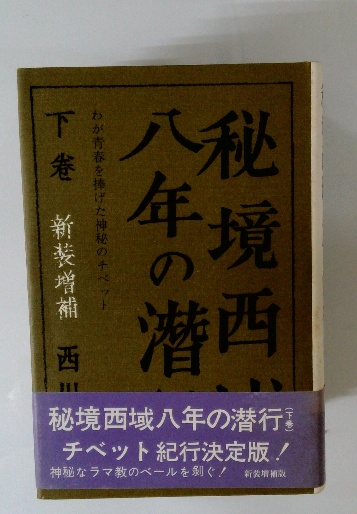 秘境西域
八年の潜行
わが青春を捧げた神秘のチベット
下巻
新装増補
西川
秘境西域八年の潜行(下巻)
チベット紀行決定版!
神秘なラマ教のベールを剝ぐ!
新装増補版